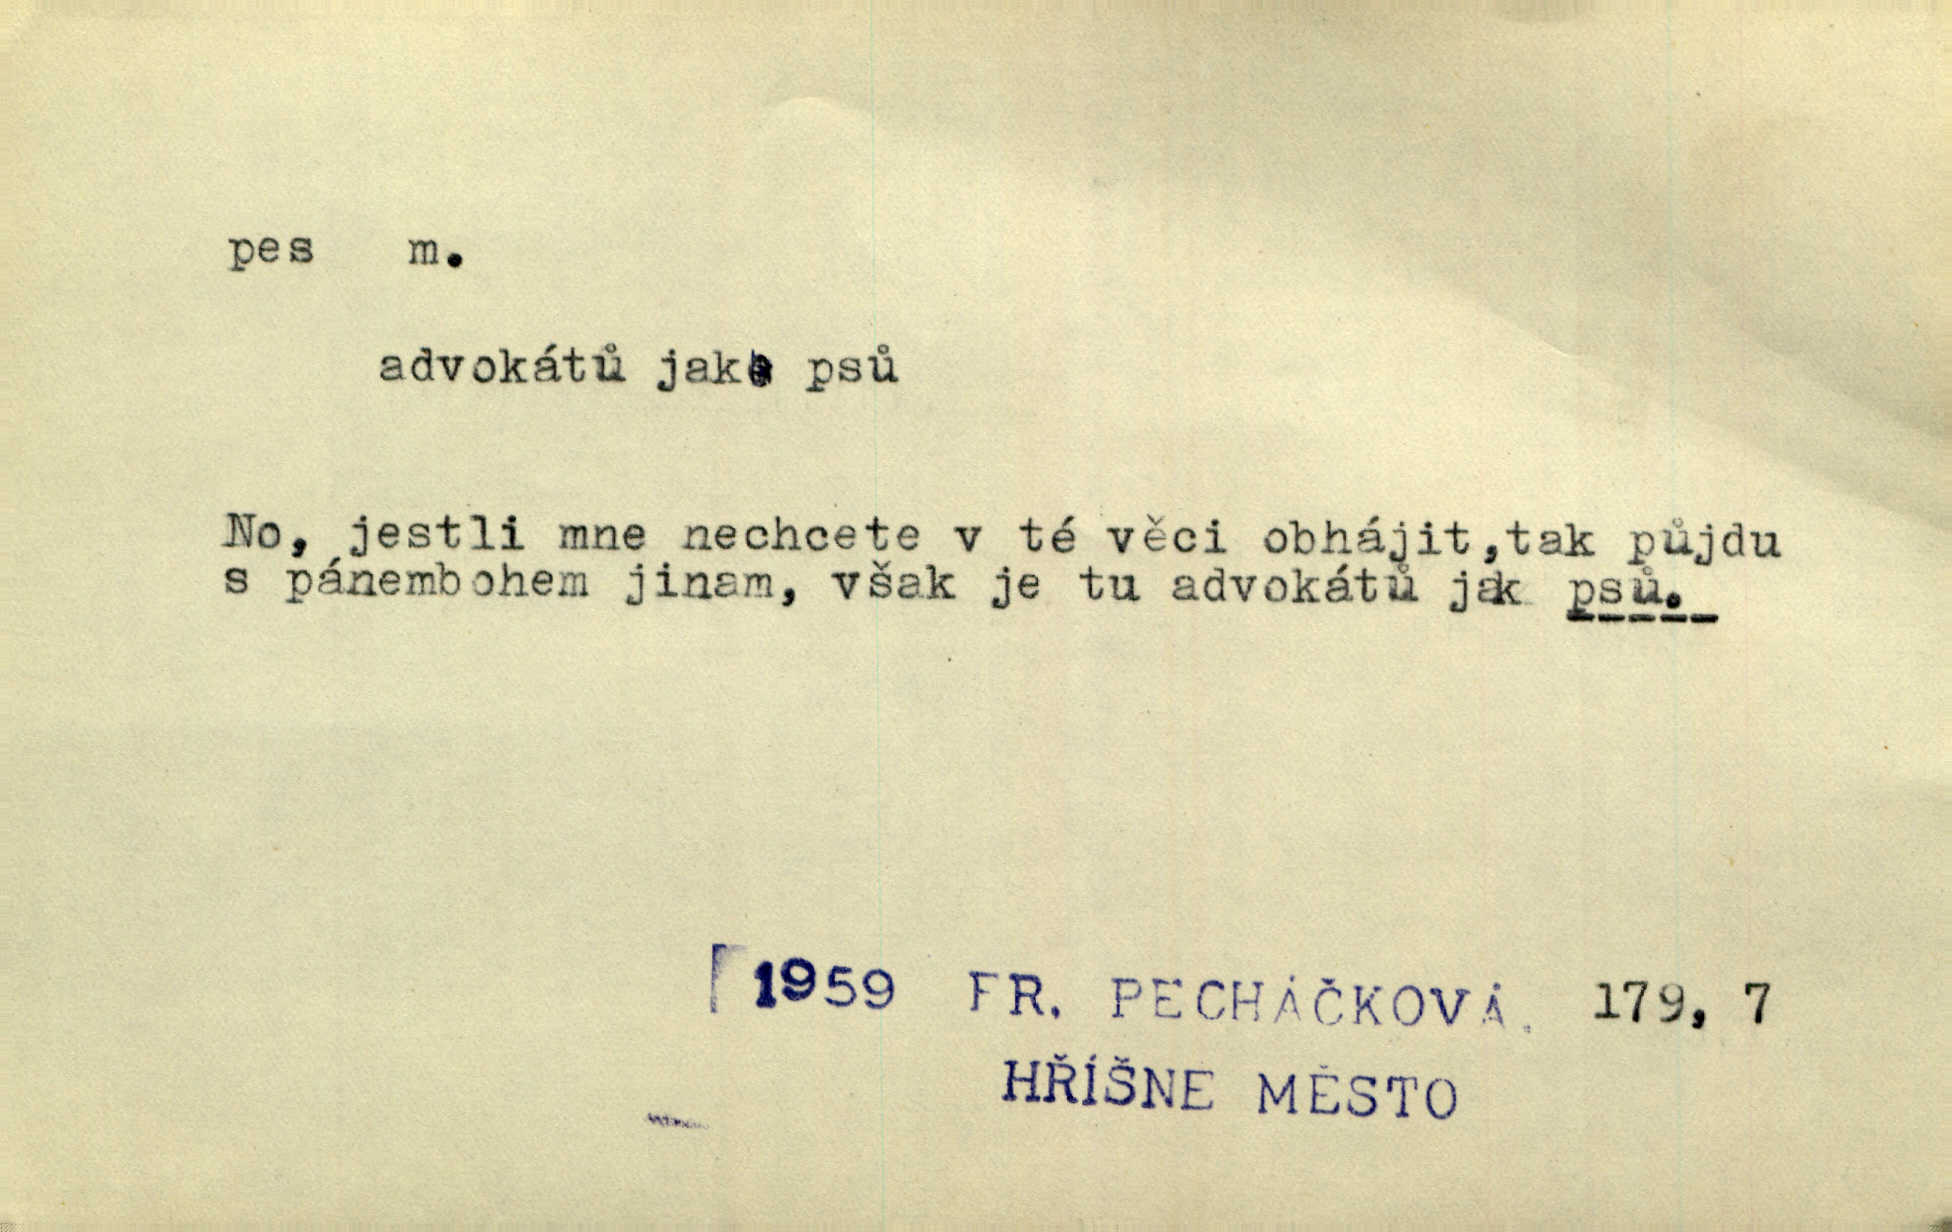 pes m.
advokátů jako psů
No, jestli mne nechcete v té věci obhájit,tak půjdu
s pánembohem jinam, však je tu advokátů jak psů.
1959 FR. PECHÁČKOVÁ. 179, 7
HŘÍŠNE MĚSTO